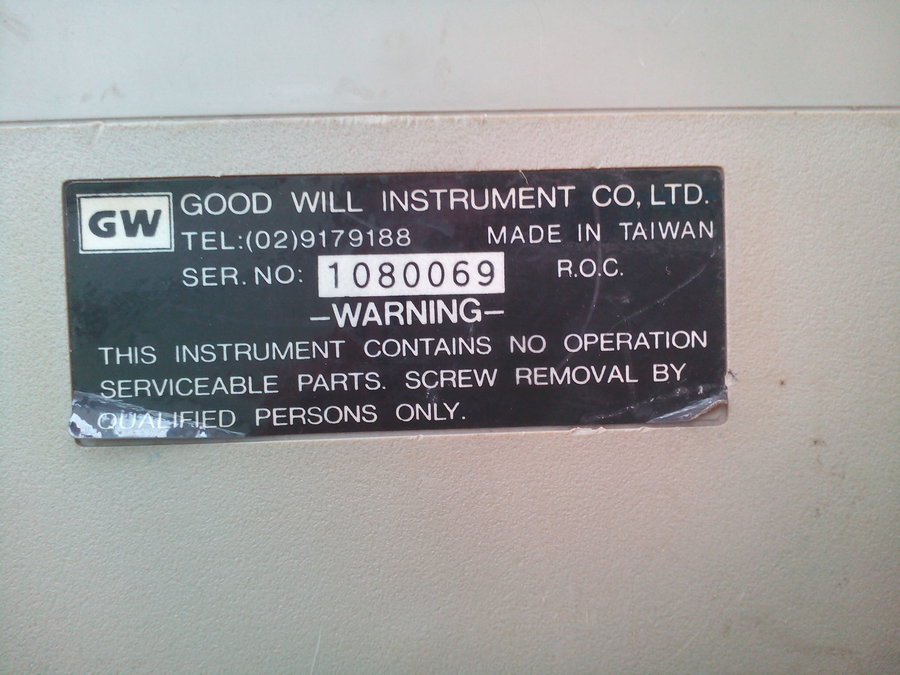 GW GOOD WILL INSTRUMENT CO, LTD.
TEL:(02)9179188 MADE IN TAIWAN
SER. NO: 1080069 R.O.C.
–WARNING–
THIS INSTRUMENT CONTAINS NO OPERATION
SERVICEABLE PARTS. SCREW REMOVAL BY
QUALIFIED PERSONS ONLY.